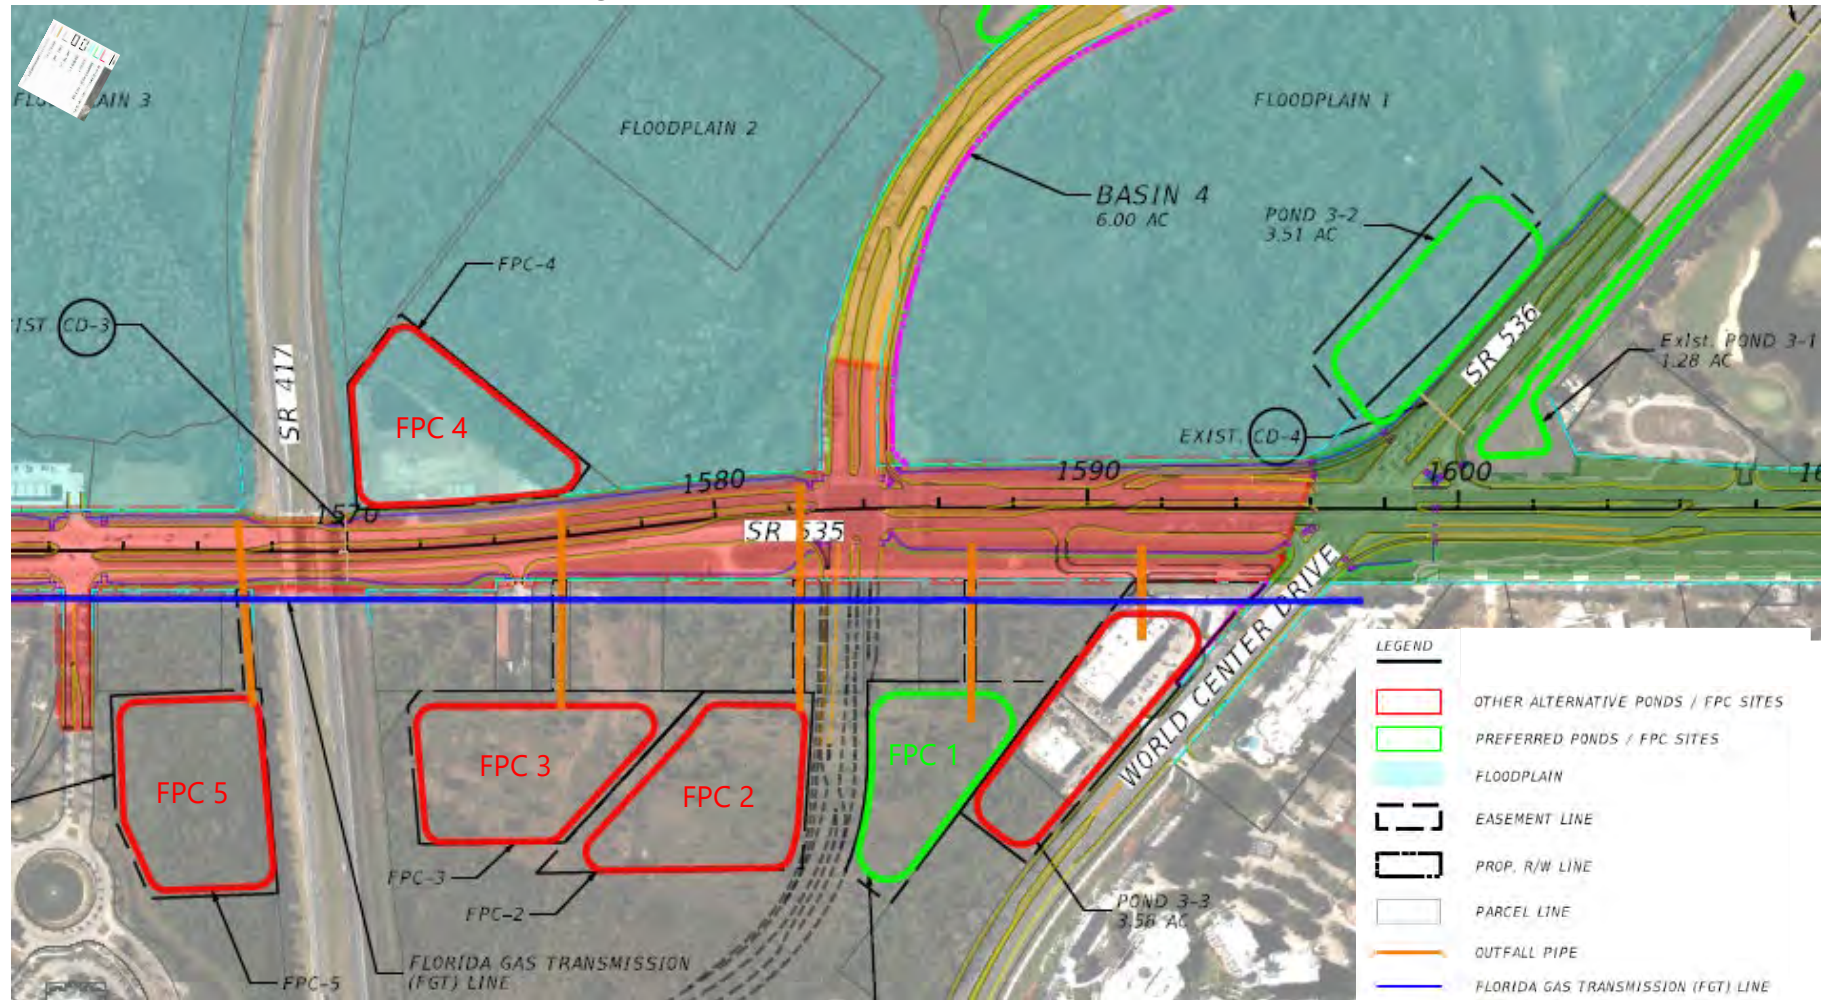 FLOODPLAIN 1
FLOODPLAIN 2
AIN 3
BASIN 4
6.00 AC
POND 3-2
3.51 AC
FPC-4
IST. CD-3
SR 417
SR 536
Exist. POND 3-1
1.28 AC
FPC 4
EXIST. CD-4
1570
1580
1590
1600
SR 535
WORLD CENTER DRIVE
FPC 5
FPC 3
FPC 2
FPC 1
FPC-3
FPC-2
FPC-5
POND 3-3
3.58 AC
FLORIDA GAS TRANSMISSION
(FGT) LINE
LEGEND
OTHER ALTERNATIVE PONDS / FPC SITES
PREFERRED PONDS / FPC SITES
FLOODPLAIN
EASEMENT LINE
PROP. R/W LINE
PARCEL LINE
OUTFALL PIPE
FLORIDA GAS TRANSMISSION (FGT) LINE